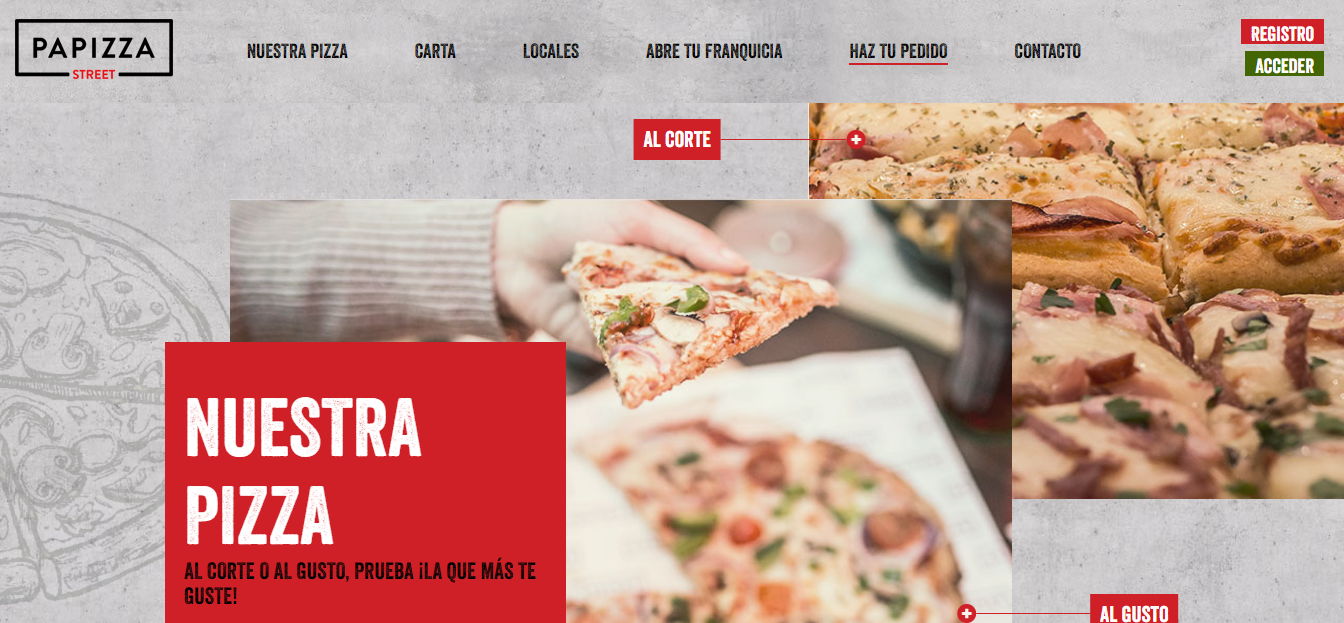 PAPIZZA
STREET
NUESTRA PIZZA
CARTA
LOCALES
ABRE TU FRANQUICIA
HAZ TU PEDIDO
CONTACTO
REGISTRO
ACCEDER
AL CORTE
NUESTRA
PIZZA
AL CORTE O AL GUSTO, PRUEBA ¡LA QUE MÁS TE
GUSTE!
AL GUSTO